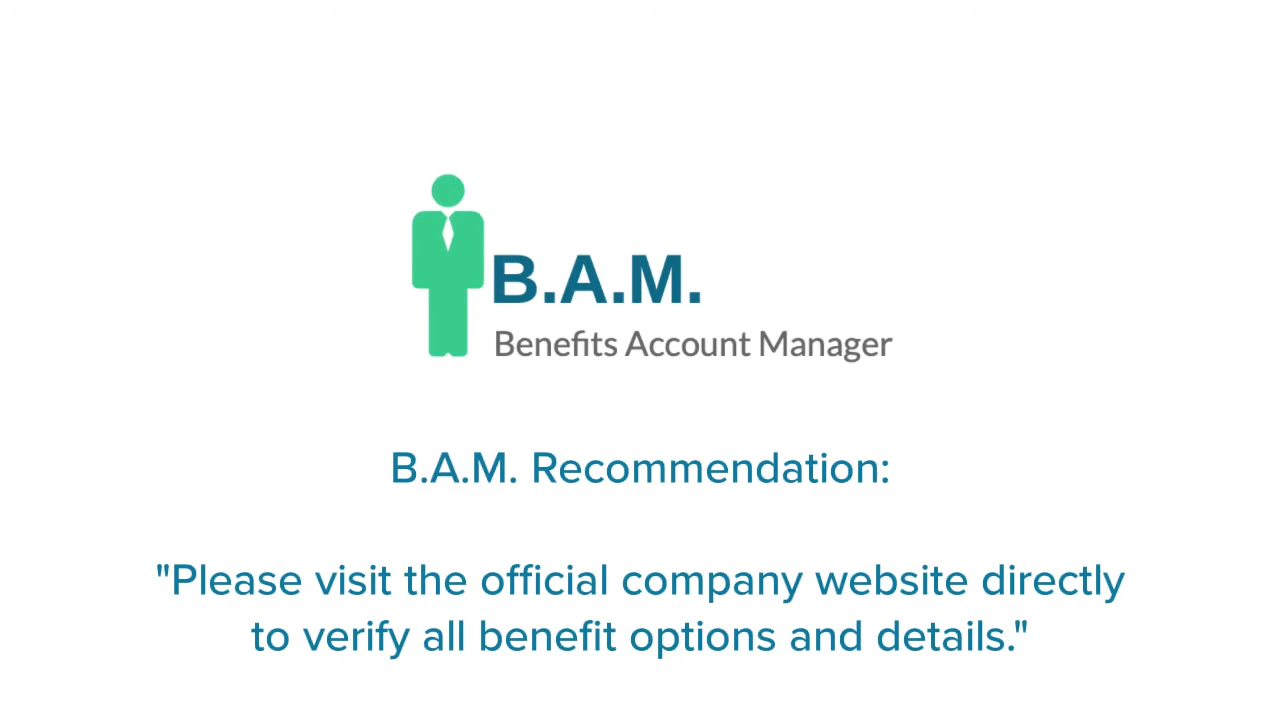 B.A.M.
Benefits Account Manager
B.A.M. Recommendation:
"Please visit the official company website directly
to verify all benefit options and details."